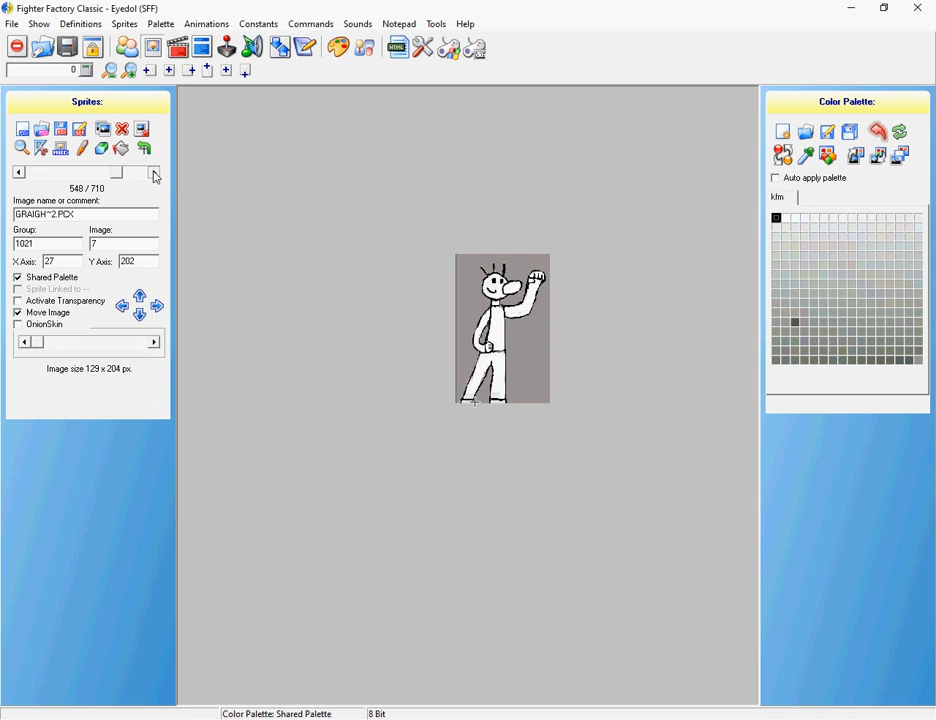 Fighter Factory Classic - Eyedol (SFF)
File Show Definitions Sprites Palette Animations Constants Commands Sounds Notepad Tools Help
0
Sprites:
548 / 710
Image name or comment:
GRAIGH~2.PCX
Group: Image:
1021 7
X Axis: 27 Y Axis: 202
Shared Palette
Sprite Linked to ---
Activate Transparency
Move Image
OnionSkin
Image size 129 x 204 px.
Color Palette:
Auto apply palette
kfm
Color Palette: Shared Palette 8 Bit